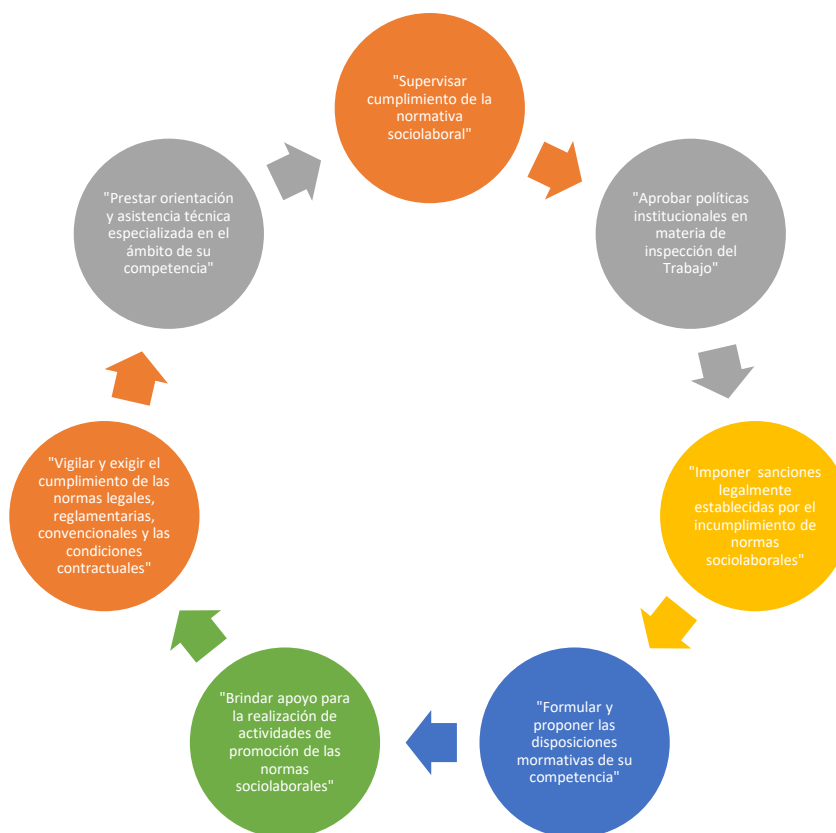 "Supervisar
cumplimiento de la
normativa
sociolaboral"
"Aprobar políticas
institucionales en
materia de
inspección del
Trabajo"
"Imponer sanciones
legalmente
establecidas por el
incumplimiento de
normas
sociolaborales"
"Formular y
proponer las
disposiciones
mormativas de su
competencia"
"Brindar apoyo para
la realización de
actividades de
promoción de las
normas
sociolaborales"
"Vigilar y exigir el
cumplimiento de las
normas legales,
reglamentarias,
convencionales y las
condiciones
contractuales"
"Prestar orientación
y asistencia técnica
especializada en el
ámbito de su
competencia"